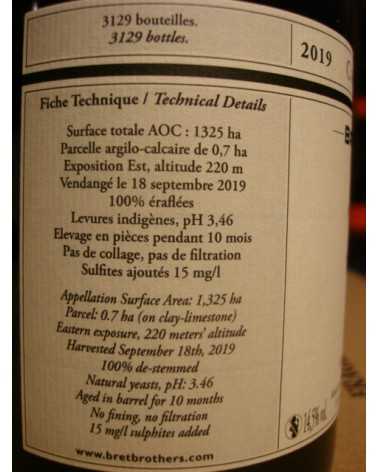 3129 bouteilles.
3129 bottles.
2019
Fiche Technique / Technical Details
Surface totale AOC : 1325 ha
Parcelle argilo-calcaire de 0,7 ha
Exposition Est, altitude 220 m
Vendangé le 18 septembre 2019
100% éraflées
Levures indigènes, pH 3,46
Elevage en pièces pendant 10 mois
Pas de collage, pas de filtration
Sulfites ajoutés 15 mg/l
Appellation Surface Area: 1,325 ha
Parcel: 0.7 ha (on clay-limestone)
Eastern exposure, 220 meters' altitude
Harvested September 18th, 2019
100% de-stemmed
Natural yeasts, pH: 3.46
Aged in barrel for 10 months
No fining, no filtration
15 mg/l sulphites added
www.bretbrothers.com
14,5% vol.